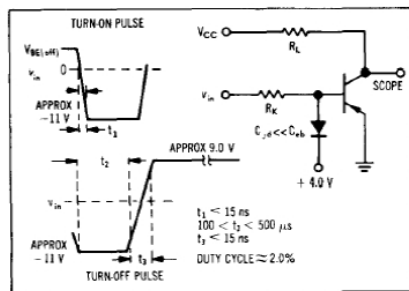 TURN-ON PULSE
VBE(off)
0
vin
APPROX
-11 V
t1
VCC
RL
SCOPE
vin
RK
Cjd<<Ceb
+ 4.0 V
t2
APPROX 9.0 V
vin
APPROX
-11 V
t3
TURN-OFF PULSE
t1 < 15 ns
100 < t2 < 500 μs
t3 < 15 ns
DUTY CYCLE ≈ 2.0%